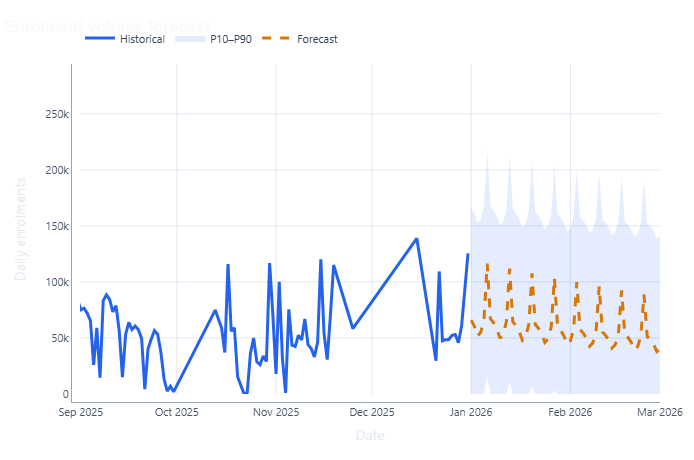 Enrolment volume forecast
Historical
P10–P90
Forecast
Daily enrolments
250k
200k
150k
100k
50k
0
Sep 2025
Oct 2025
Nov 2025
Dec 2025
Jan 2026
Feb 2026
Mar 2026
Date